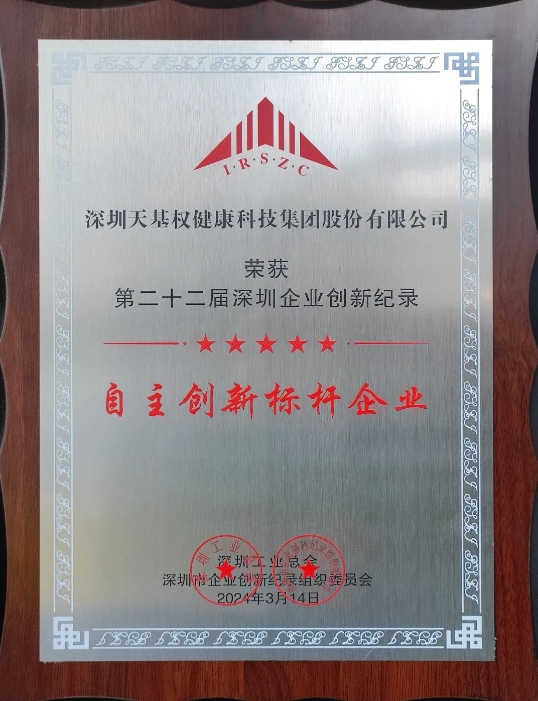 I·R·S·Z·C
深圳天基权健康科技集团股份有限公司
荣获
第二十二届深圳企业创新纪录
自主创新标杆企业
深圳工业总会
深圳市企业创新纪录组织委员会
2024年3月14日